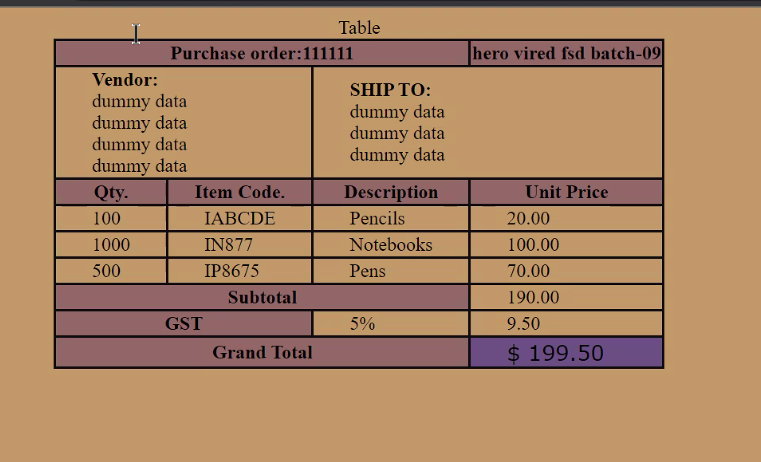 Table
Purchase order:111111 hero vired fsd batch-09
Vendor:
dummy data
dummy data
dummy data
dummy data
SHIP TO:
dummy data
dummy data
dummy data
Qty. Item Code. Description Unit Price
100 IABCDE Pencils 20.00
1000 IN877 Notebooks 100.00
500 IP8675 Pens 70.00
Subtotal 190.00
GST 5% 9.50
Grand Total $ 199.50